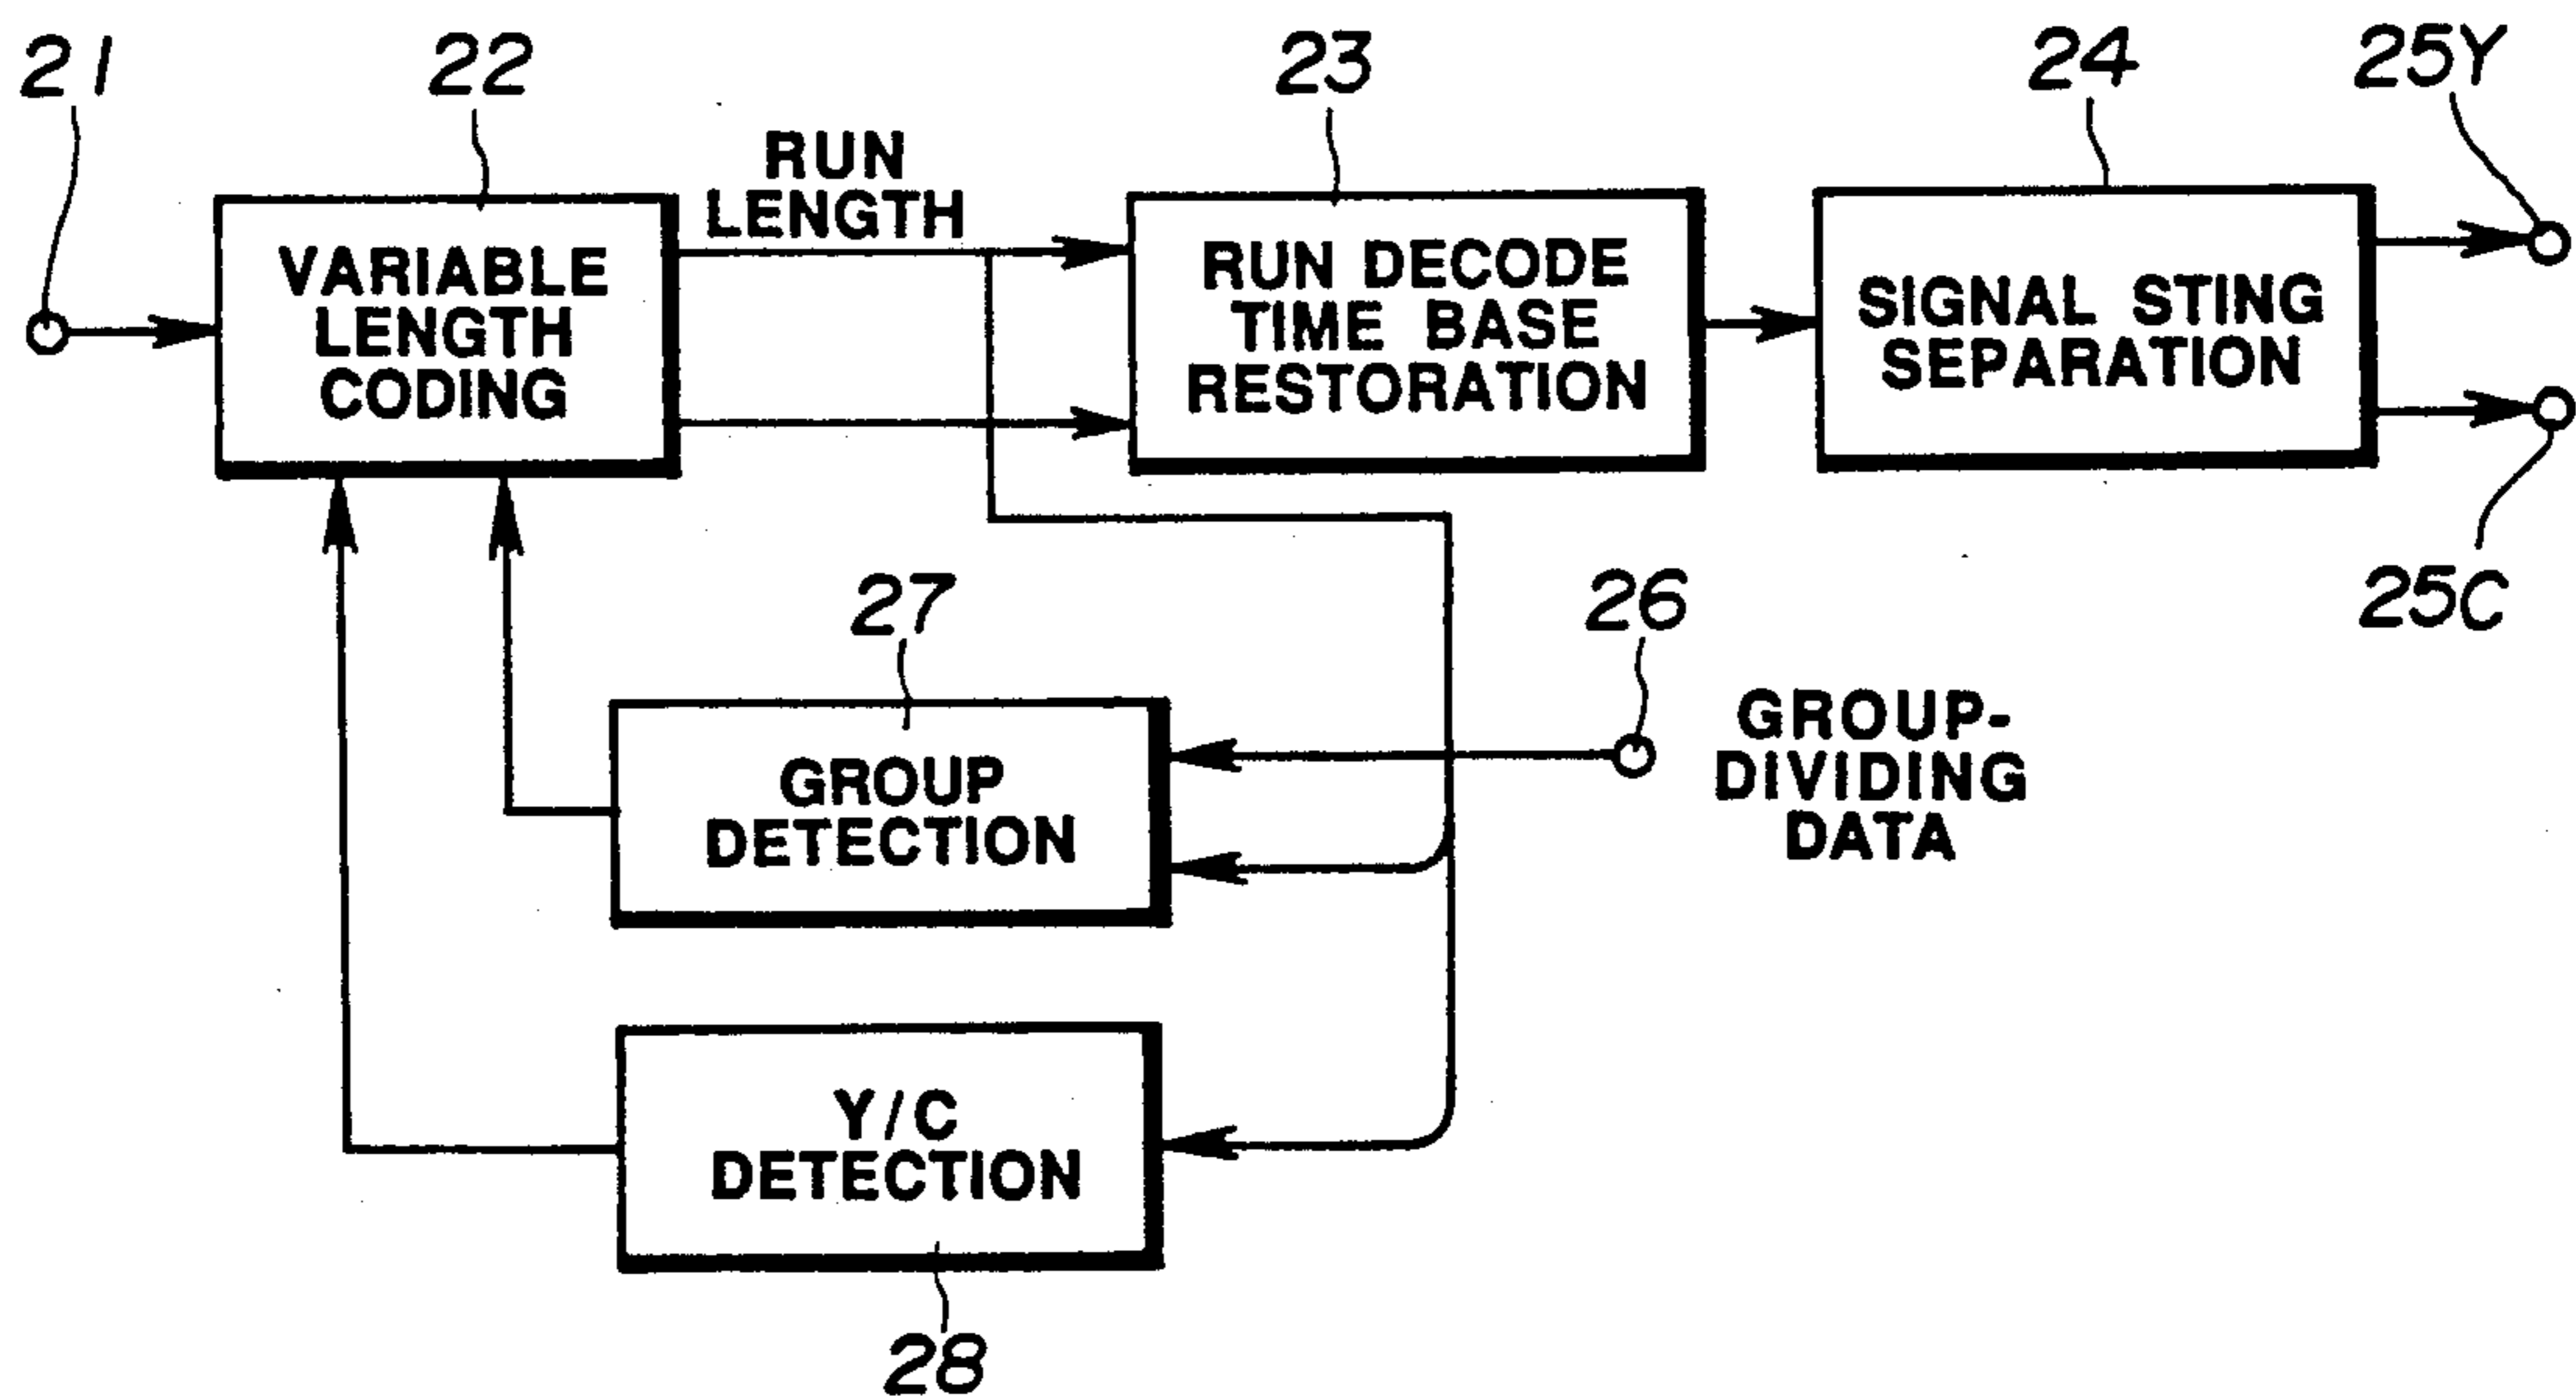 21
22
23
24
25Y
RUN
LENGTH
VARIABLE
LENGTH
CODING
RUN DECODE
TIME BASE
RESTORATION
SIGNAL STING
SEPARATION
25C
27
26
GROUP-
DIVIDING
DATA
GROUP
DETECTION
Y/C
DETECTION
28